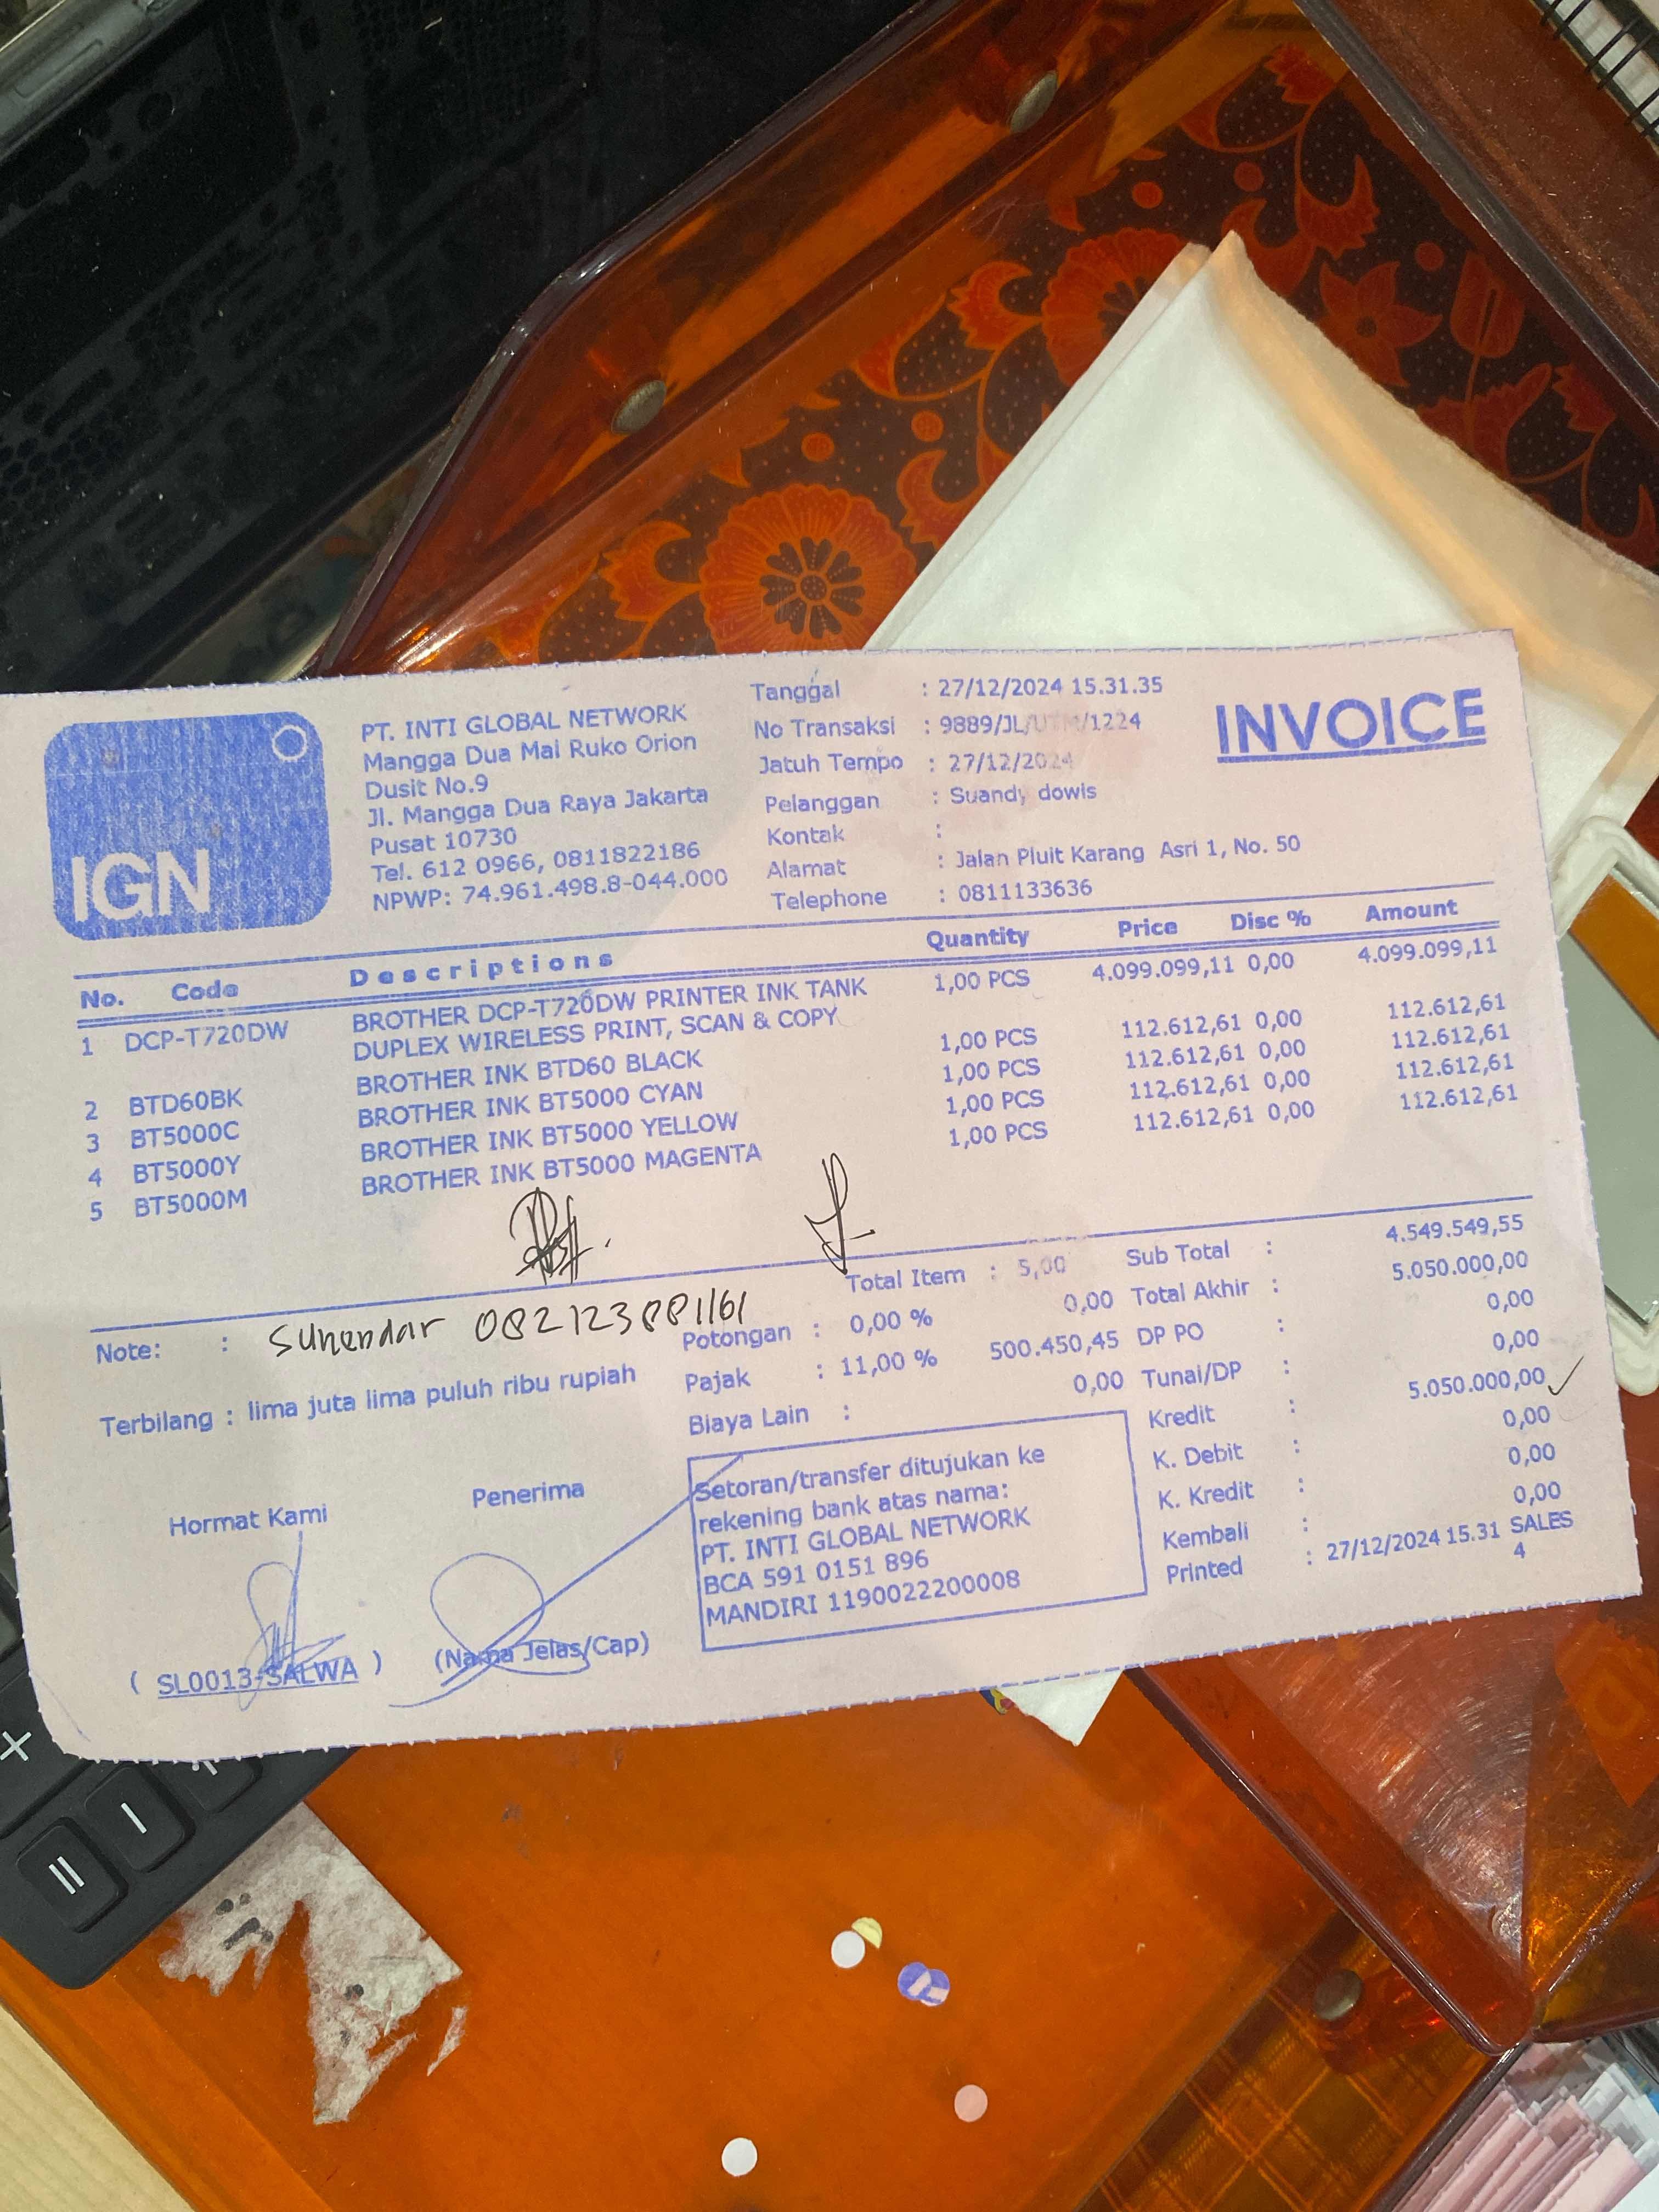 IGN
PT. INTI GLOBAL NETWORK
Mangga Dua Mal Ruko Orion
Dusit No.9
Jl. Mangga Dua Raya Jakarta
Pusat 10730
Tel. 612 0966, 0811822186
NPWP: 74.961.498.8-044.000
Tanggal : 27/12/2024 15.31.35
No Transaksi : 9889/JL/UTM/1224
Jatuh Tempo : 27/12/2024
Pelanggan : Suandy dowis
Kontak :
Alamat : Jalan Pluit Karang Asri 1, No. 50
Telephone : 0811133636
INVOICE
No. Code Descriptions Quantity Price Disc % Amount
1 DCP-T720DW BROTHER DCP-T720DW PRINTER INK TANK 1,00 PCS 4.099.099,11 0,00 4.099.099,11
DUPLEX WIRELESS PRINT, SCAN & COPY
2 BTD60BK BROTHER INK BTD60 BLACK 1,00 PCS 112.612,61 0,00 112.612,61
3 BT5000C BROTHER INK BT5000 CYAN 1,00 PCS 112.612,61 0,00 112.612,61
4 BT5000Y BROTHER INK BT5000 YELLOW 1,00 PCS 112.612,61 0,00 112.612,61
5 BT5000M BROTHER INK BT5000 MAGENTA 1,00 PCS 112.612,61 0,00 112.612,61
Note: : Suhendar 082123881161
Terbilang : lima juta lima puluh ribu rupiah
Total Item : 5,00
Potongan : 0,00 % 0,00
Pajak : 11,00 % 500.450,45
Biaya Lain : 0,00
Sub Total : 4.549.549,55
Total Akhir : 5.050.000,00
DP PO : 0,00
Tunai/DP : 0,00
Kredit : 5.050.000,00
K. Debit : 0,00
K. Kredit : 0,00
Kembali : 0,00
Printed : 27/12/2024 15.31 SALES
4
Hormat Kami
( SL0013-SALWA )
Penerima
(Nama Jelas/Cap)
Setoran/transfer ditujukan ke
rekening bank atas nama:
PT. INTI GLOBAL NETWORK
BCA 591 0151 896
MANDIRI 1190022200008